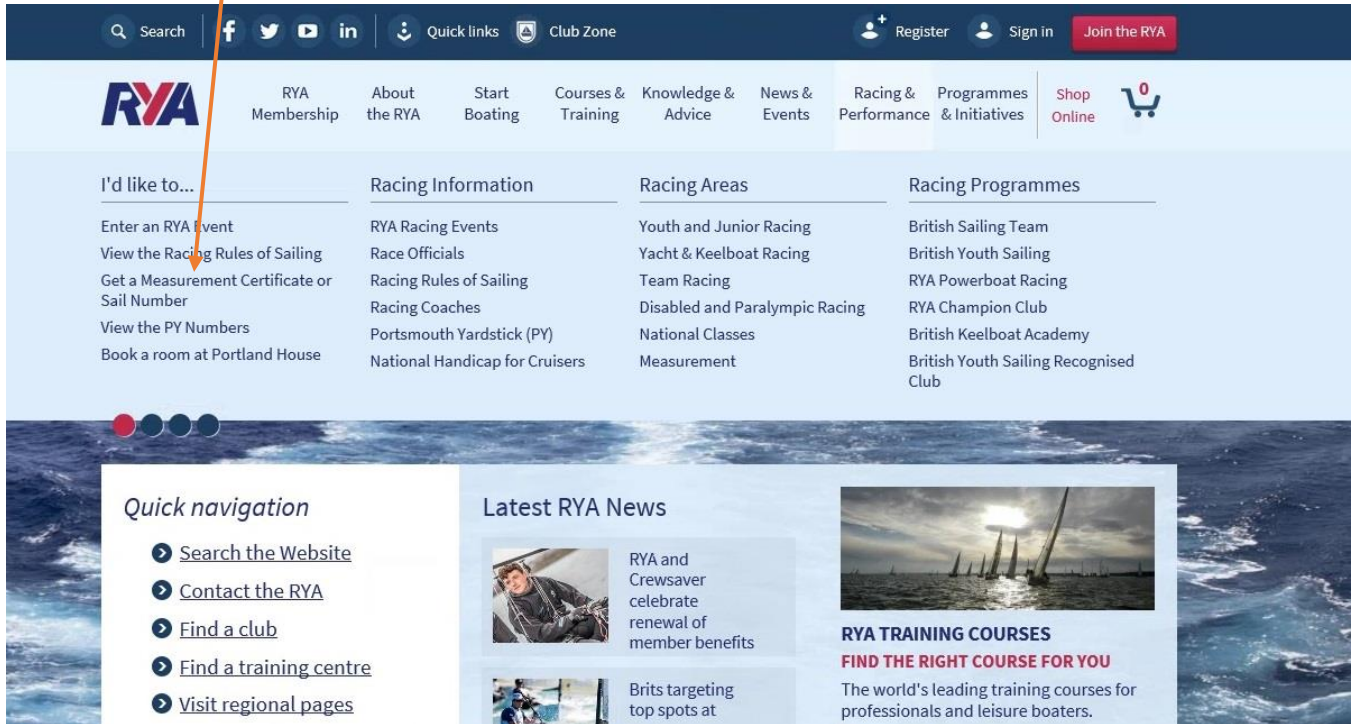 Search
Quick links
Club Zone
Register
Sign in
Join the RYA
RYA
RYA
Membership
About
the RYA
Start
Boating
Courses &
Training
Knowledge &
Advice
News &
Events
Racing &
Performance
Programmes
& Initiatives
Shop
Online
0
I'd like to...
Enter an RYA Event
View the Racing Rules of Sailing
Get a Measurement Certificate or
Sail Number
View the PY Numbers
Book a room at Portland House
Racing Information
RYA Racing Events
Race Officials
Racing Rules of Sailing
Racing Coaches
Portsmouth Yardstick (PY)
National Handicap for Cruisers
Racing Areas
Youth and Junior Racing
Yacht & Keelboat Racing
Team Racing
Disabled and Paralympic Racing
National Classes
Measurement
Racing Programmes
British Sailing Team
British Youth Sailing
RYA Powerboat Racing
RYA Champion Club
British Keelboat Academy
British Youth Sailing Recognised
Club
Quick navigation
Search the Website
Contact the RYA
Find a club
Find a training centre
Visit regional pages
Latest RYA News
RYA and
Crewsaver
celebrate
renewal of
member benefits
Brits targeting
top spots at
RYA TRAINING COURSES
FIND THE RIGHT COURSE FOR YOU
The world's leading training courses for
professionals and leisure boaters.